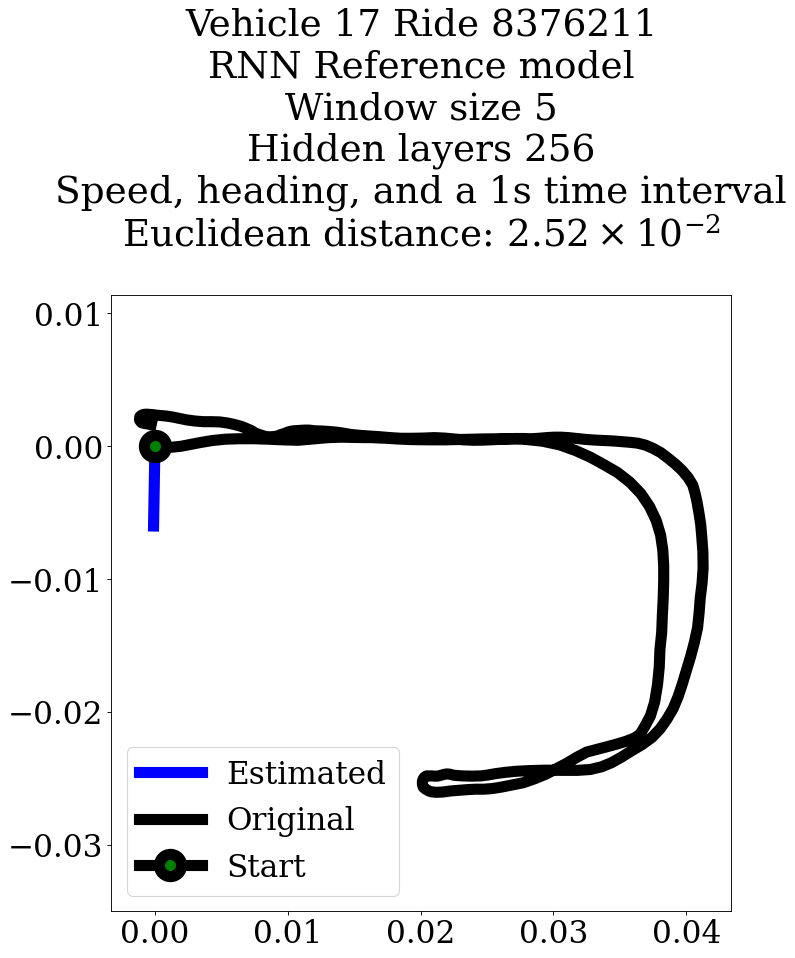 Vehicle 17 Ride 8376211
RNN Reference model
Window size 5
Hidden layers 256
Speed, heading, and a 1s time interval
Euclidean distance: 2.52 × 10⁻²
0.01
0.00
−0.01
−0.02
−0.03
Estimated
Original
Start
0.00 0.01 0.02 0.03 0.04